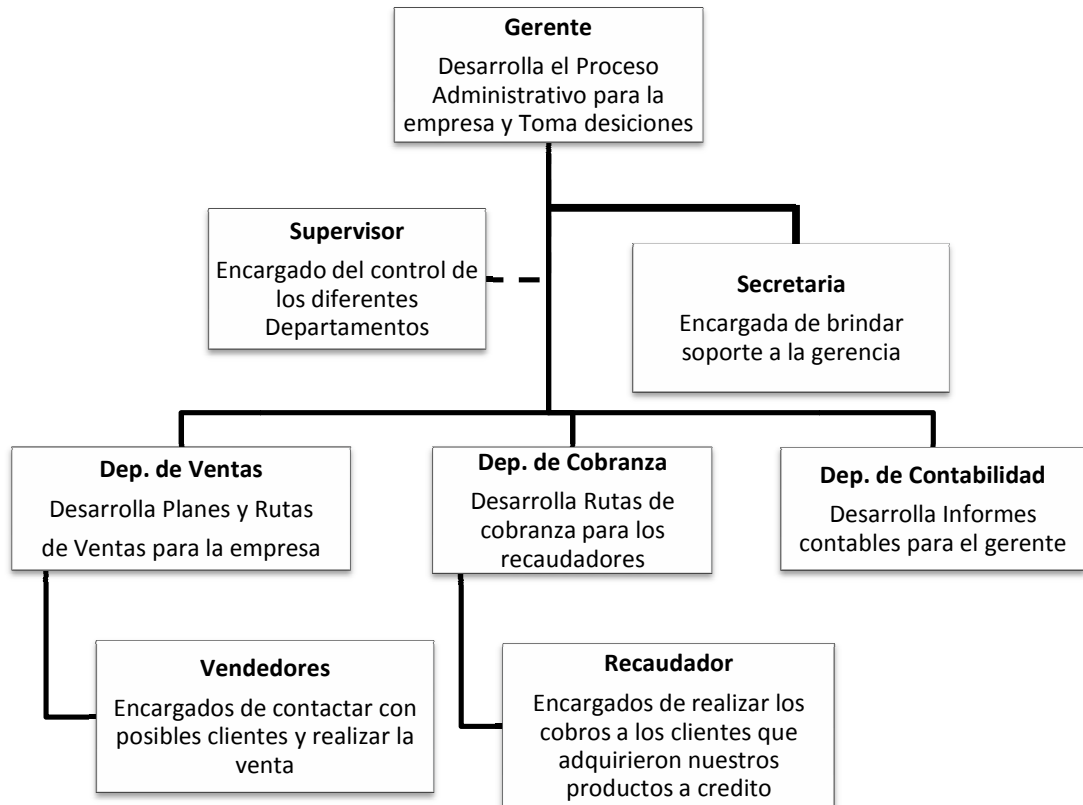 Gerente
Desarrolla el Proceso
Administrativo para la
empresa y Toma desiciones
Supervisor
Encargado del control de
los diferentes
Departamentos
Secretaria
Encargada de brindar
soporte a la gerencia
Dep. de Ventas
Desarrolla Planes y Rutas
de Ventas para la empresa
Dep. de Cobranza
Desarrolla Rutas de
cobranza para los
recaudadores
Dep. de Contabilidad
Desarrolla Informes
contables para el gerente
Vendedores
Encargados de contactar con
posibles clientes y realizar la
venta
Recaudador
Encargados de realizar los
cobros a los clientes que
adquirieron nuestros
productos a credito